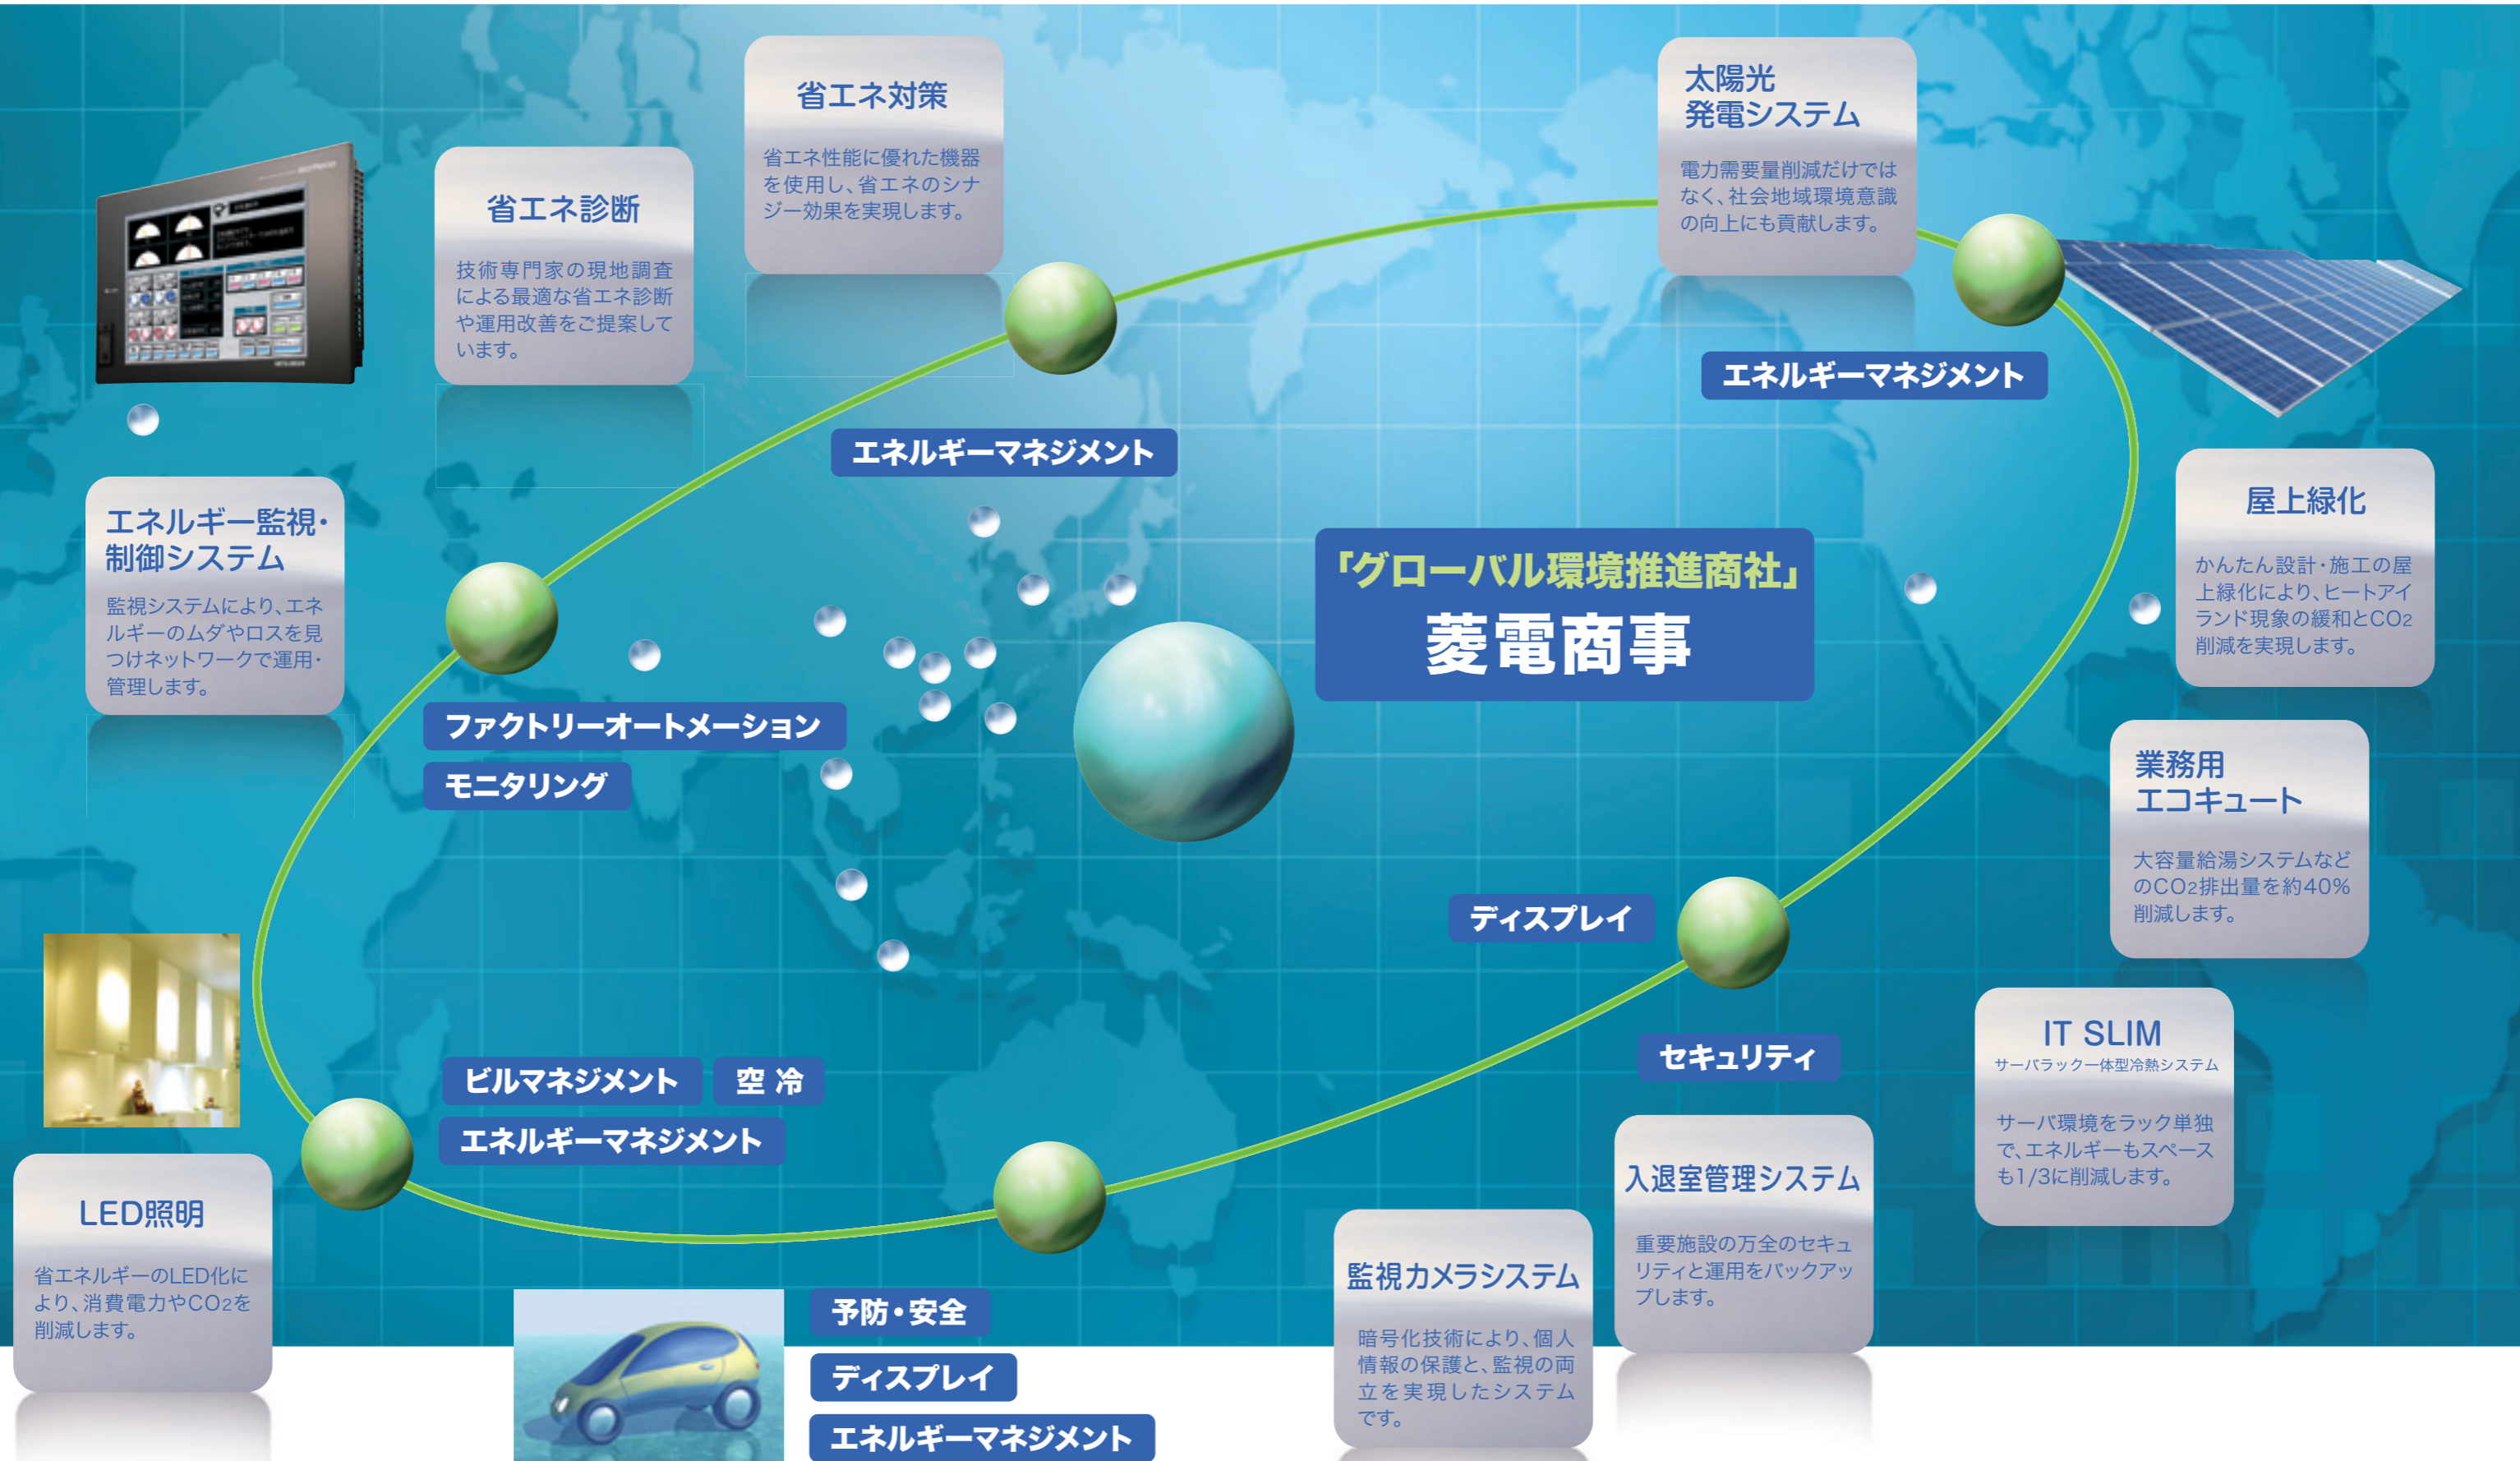 省エネ対策
省エネ性能に優れた機器
を使用し、省エネのシナ
ジー効果を実現します。
太陽光
発電システム
電力需要量削減だけでは
なく、社会地域環境意識
の向上にも貢献します。
省エネ診断
技術専門家の現地調査
による最適な省エネ診断
や運用改善をご提案して
います。
エネルギーマネジメント
エネルギーマネジメント
エネルギー監視・
制御システム
監視システムにより、エネ
ルギーのムダやロスを見
つけネットワークで運用・
管理します。
屋上緑化
かんたん設計・施工の屋
上緑化により、ヒートアイ
ランド現象の緩和とCO2
削減を実現します。
「グローバル環境推進商社」
菱電商事
ファクトリーオートメーション
モニタリング
業務用
エコキュート
大容量給湯システムなど
のCO2排出量を約40%
削減します。
ディスプレイ
セキュリティ
IT SLIM
サーバラック一体型冷熱システム
サーバ環境をラック単独
で、エネルギーもスペース
も1/3に削減します。
ビルマネジメント
空 冷
エネルギーマネジメント
LED照明
省エネルギーのLED化に
より、消費電力やCO2を
削減します。
入退室管理システム
重要施設の万全のセキュ
リティと運用をバックアッ
プします。
監視カメラシステム
暗号化技術により、個人
情報の保護と、監視の両
立を実現したシステム
です。
予防・安全
ディスプレイ
エネルギーマネジメント